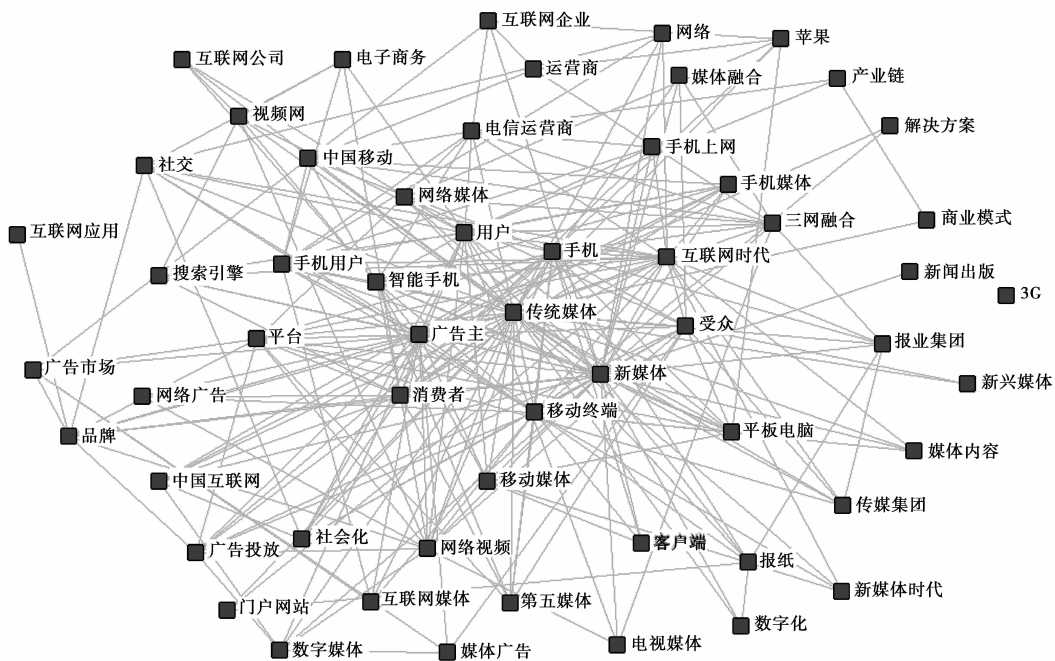 互联网企业
网络
苹果
互联网公司
电子商务
运营商
媒体融合
产业链
视频网
电信运营商
手机上网
解决方案
社交
中国移动
网络媒体
手机媒体
互联网应用
用户
手机
三网融合
商业模式
搜索引擎
手机用户
智能手机
互联网时代
新闻出版
3G
平台
广告主
传统媒体
受众
报业集团
广告市场
网络广告
消费者
新媒体
新兴媒体
品牌
移动终端
平板电脑
媒体内容
中国互联网
移动媒体
传媒集团
广告投放
社会化
网络视频
客户端
报纸
新媒体时代
门户网站
互联网媒体
第五媒体
数字化
数字媒体
媒体广告
电视媒体